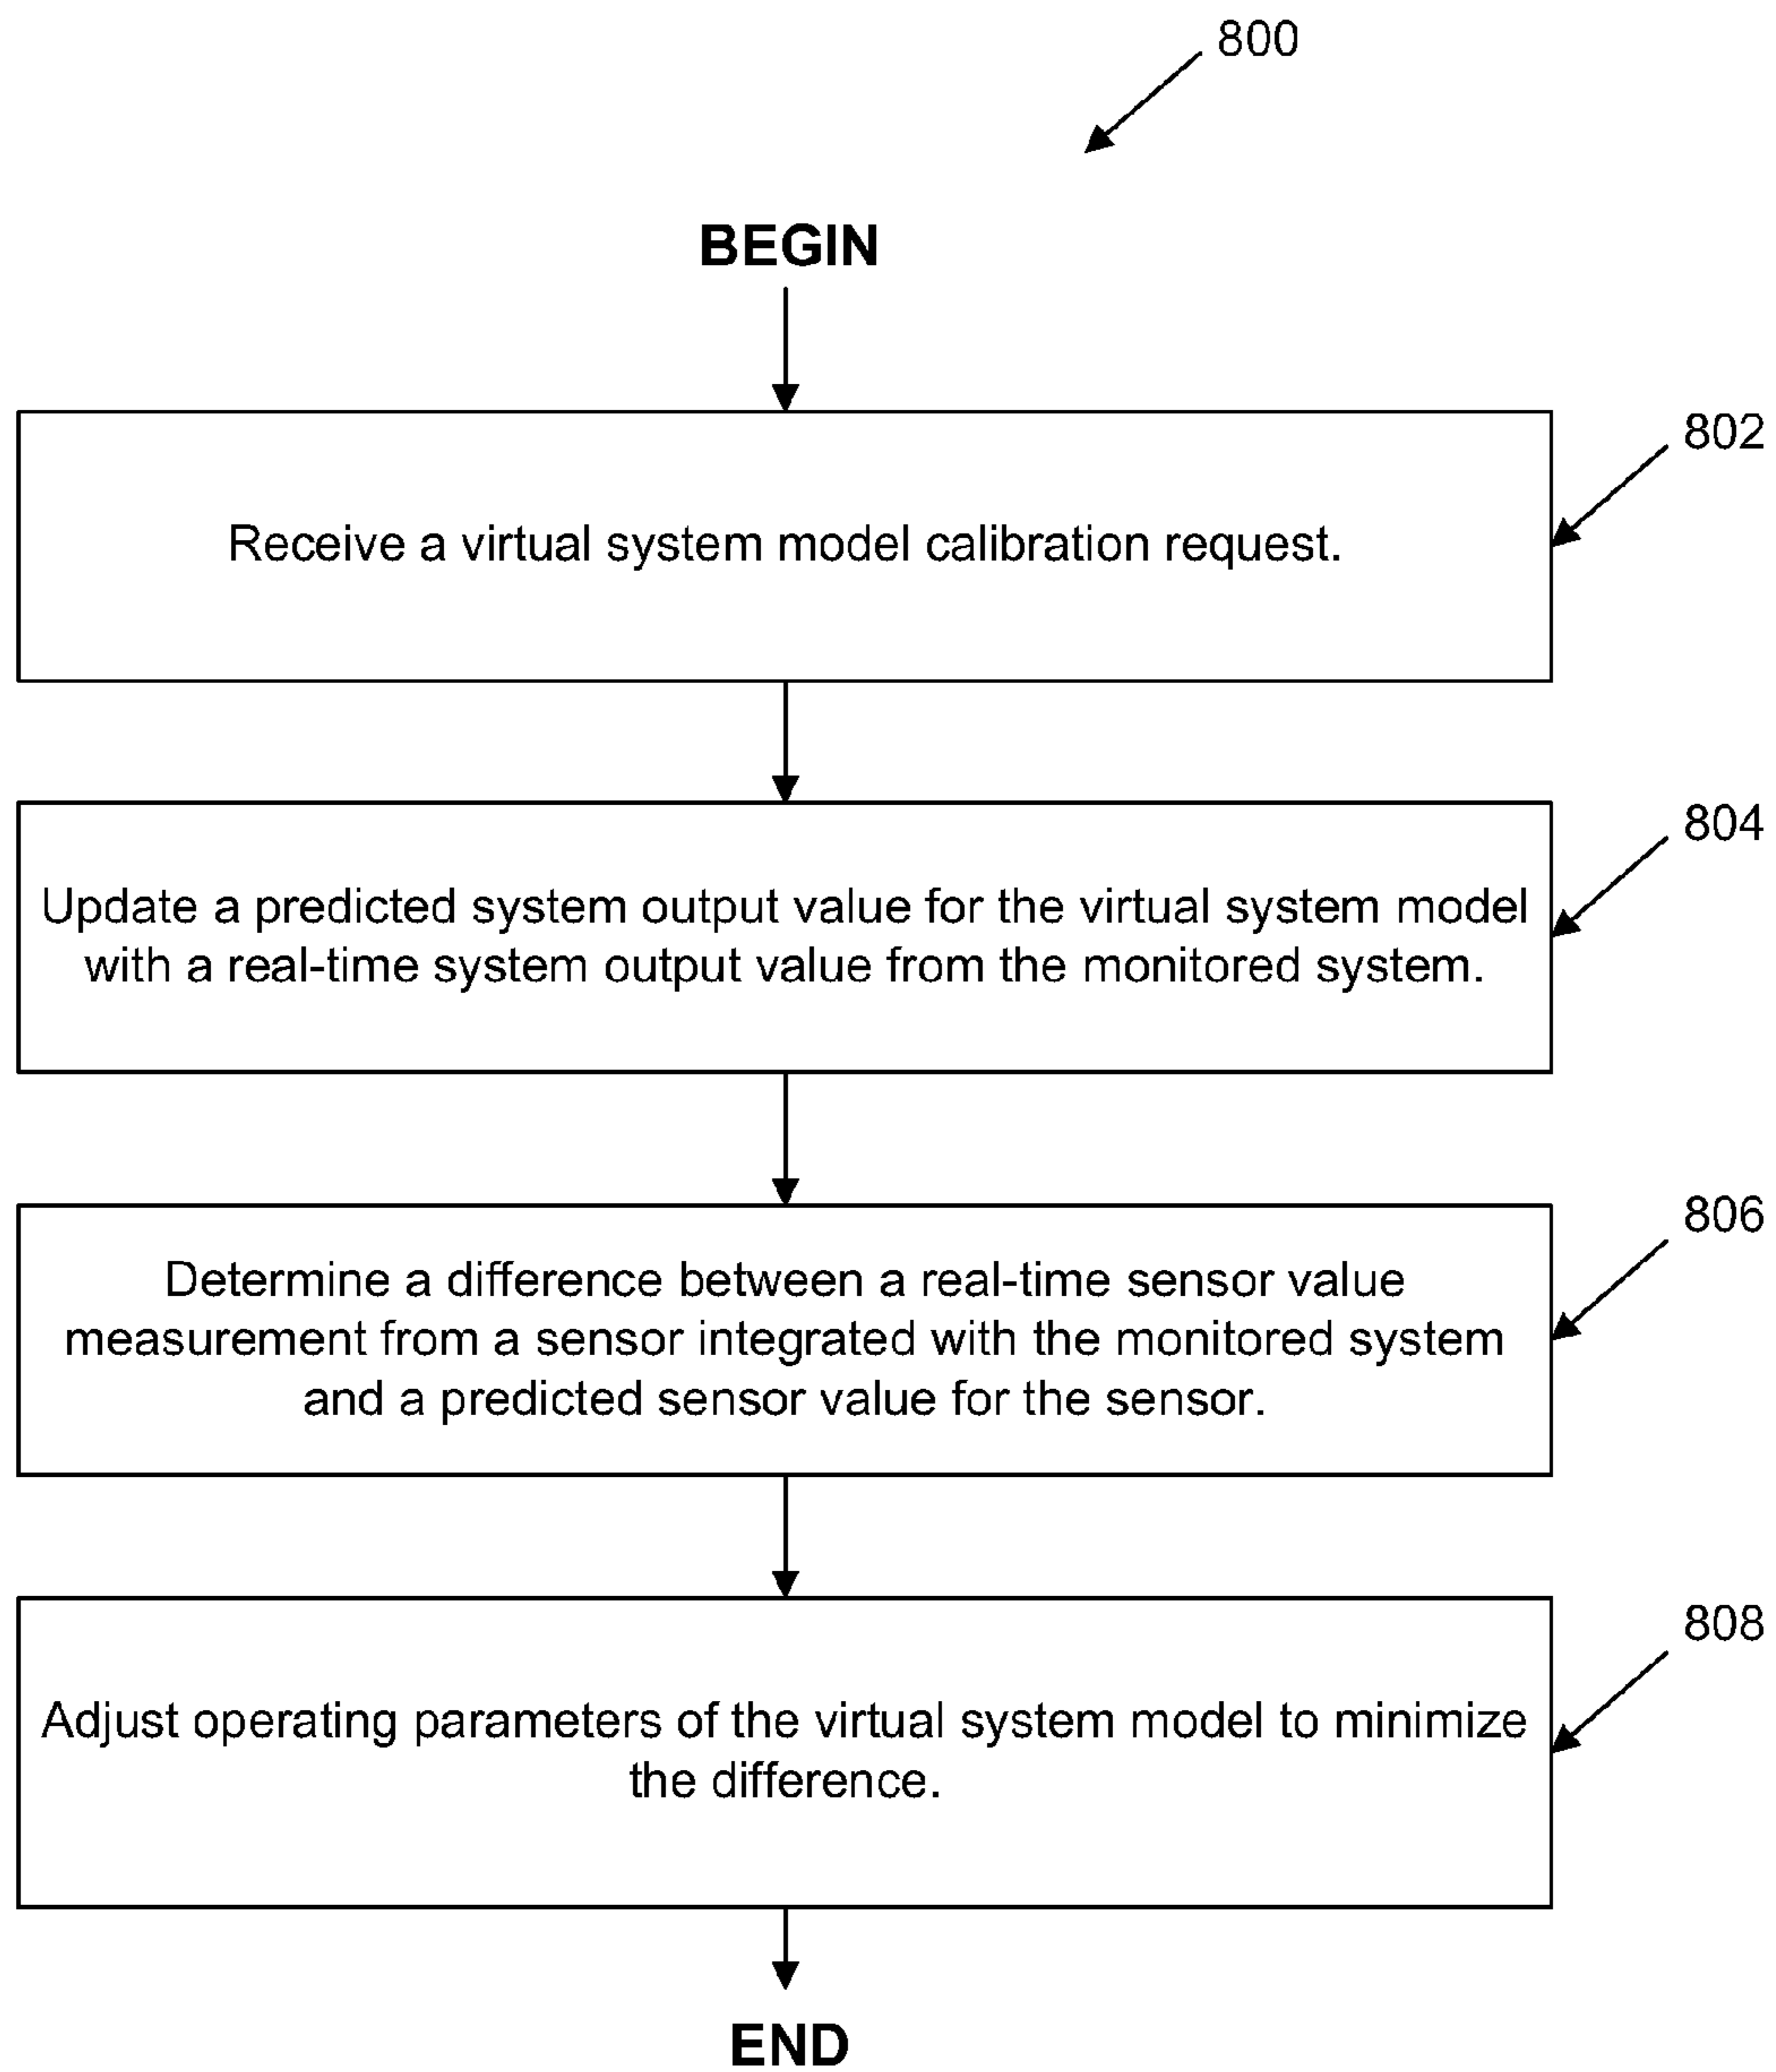 800
BEGIN
802
Receive a virtual system model calibration request.
804
Update a predicted system output value for the virtual system model
with a real-time system output value from the monitored system.
806
Determine a difference between a real-time sensor value
measurement from a sensor integrated with the monitored system
and a predicted sensor value for the sensor.
808
Adjust operating parameters of the virtual system model to minimize
the difference.
END